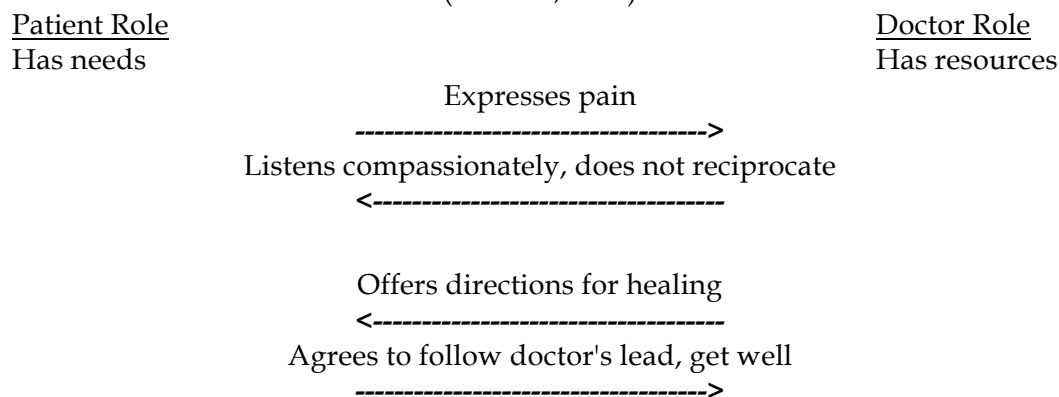 Patient Role Doctor Role
Has needs Has resources
Expresses pain
------------------------------------>
Listens compassionately, does not reciprocate
<------------------------------------
Offers directions for healing
<------------------------------------
Agrees to follow doctor's lead, get well
------------------------------------>